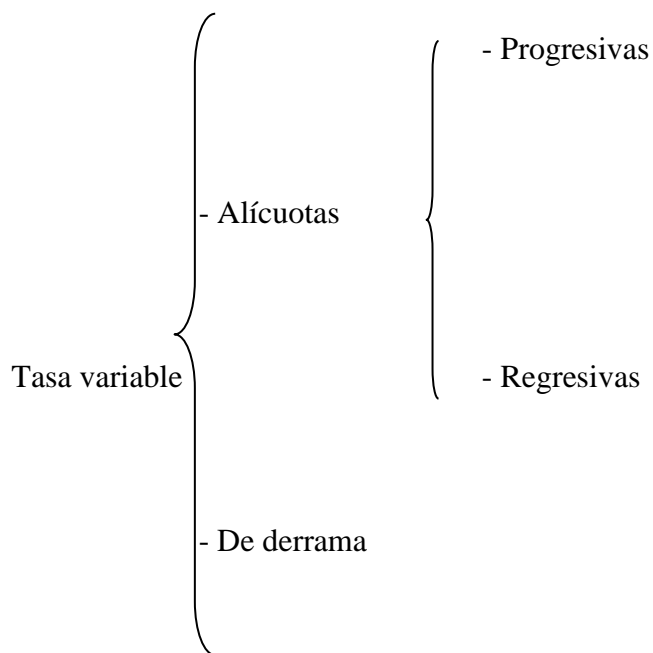 - Progresivas
- Alícuotas
Tasa variable
- Regresivas
- De derrama